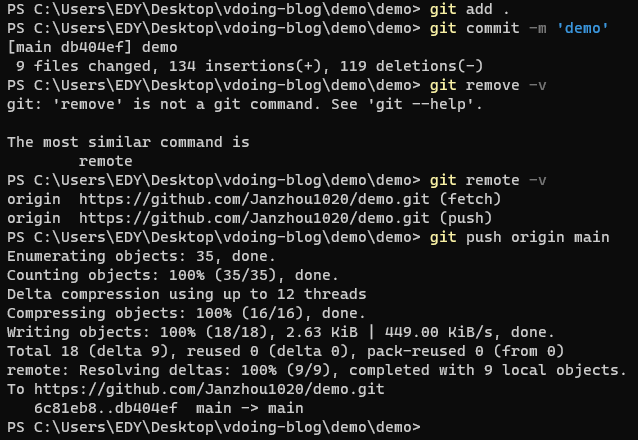 PS C:\Users\EDY\Desktop\vdoing-blog\demo\demo> git add .
PS C:\Users\EDY\Desktop\vdoing-blog\demo\demo> git commit -m 'demo'
[main db404ef] demo
 9 files changed, 134 insertions(+), 119 deletions(-)
PS C:\Users\EDY\Desktop\vdoing-blog\demo\demo> git remove -v
git: 'remove' is not a git command. See 'git --help'.

The most similar command is
        remote
PS C:\Users\EDY\Desktop\vdoing-blog\demo\demo> git remote -v
origin  https://github.com/Janzhou1020/demo.git (fetch)
origin  https://github.com/Janzhou1020/demo.git (push)
PS C:\Users\EDY\Desktop\vdoing-blog\demo\demo> git push origin main
Enumerating objects: 35, done.
Counting objects: 100% (35/35), done.
Delta compression using up to 12 threads
Compressing objects: 100% (16/16), done.
Writing objects: 100% (18/18), 2.63 KiB | 449.00 KiB/s, done.
Total 18 (delta 9), reused 0 (delta 0), pack-reused 0 (from 0)
remote: Resolving deltas: 100% (9/9), completed with 9 local objects.
To https://github.com/Janzhou1020/demo.git
   6c81eb8..db404ef  main -> main
PS C:\Users\EDY\Desktop\vdoing-blog\demo\demo>